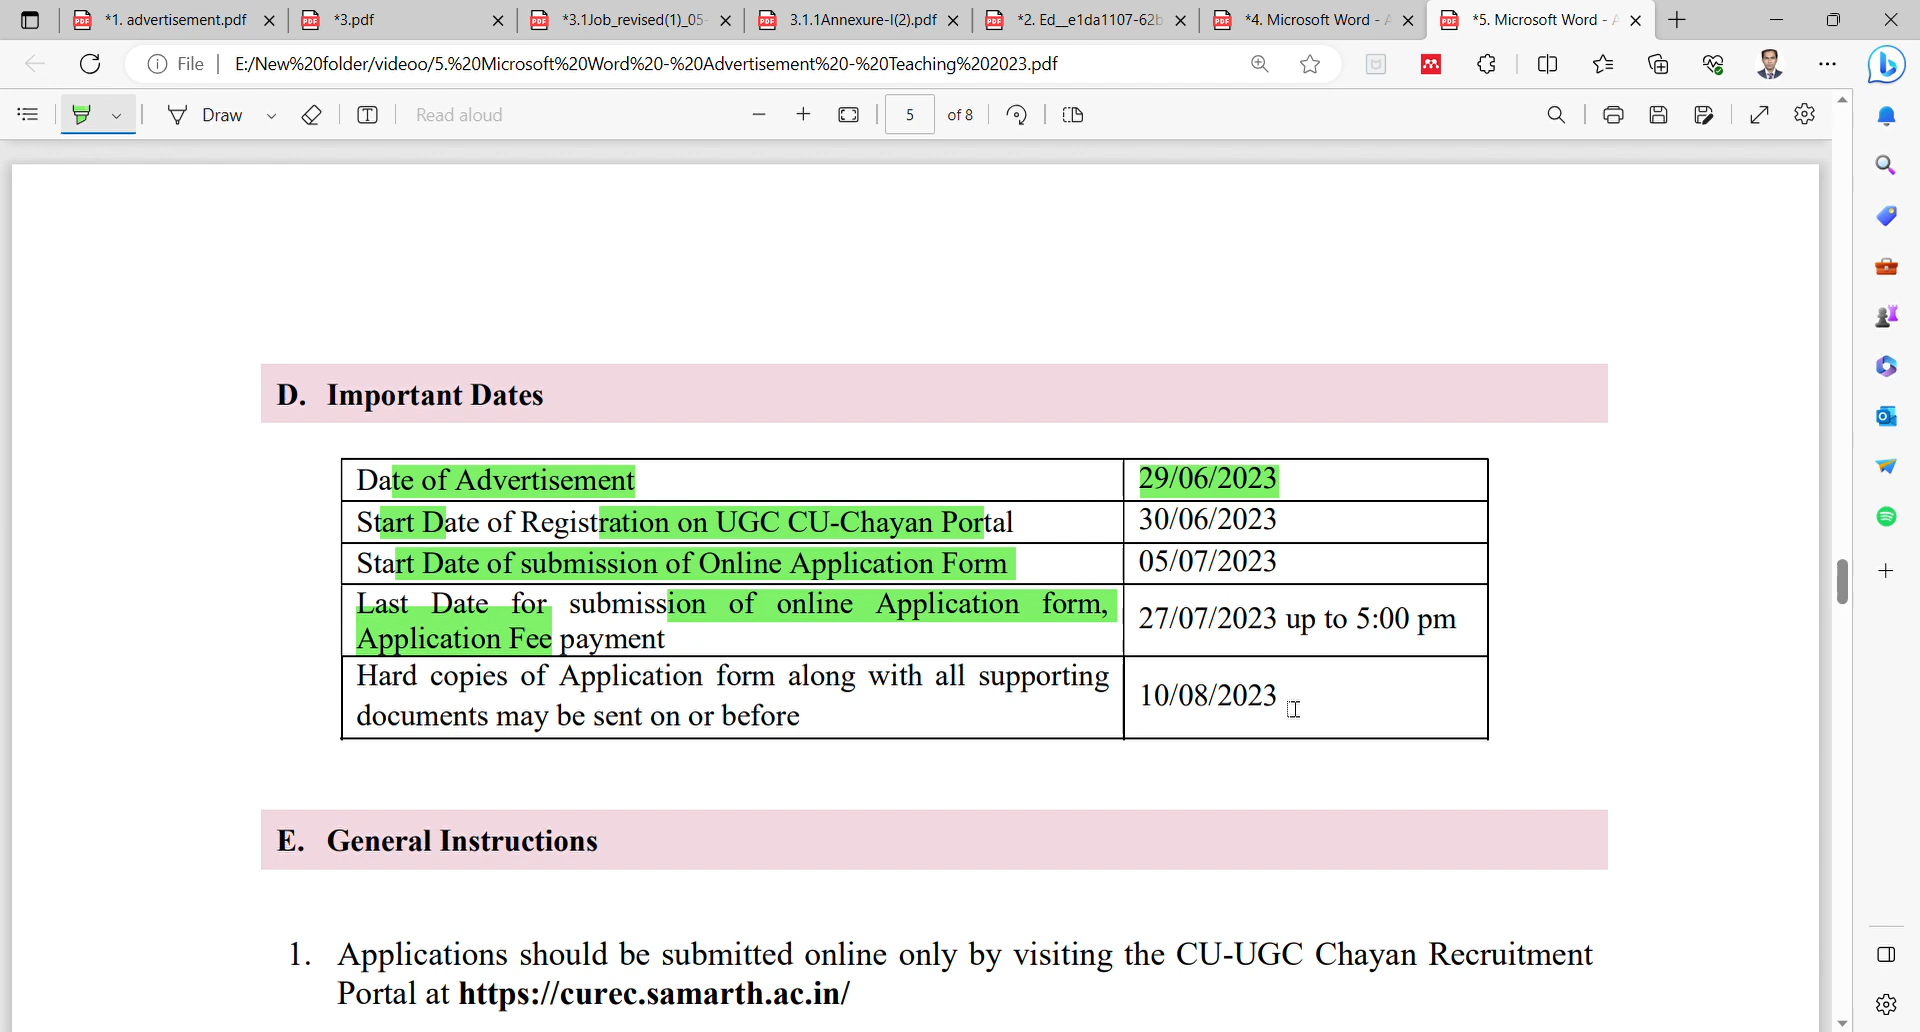 *1. advertisement.pdf
*3.pdf
*3.1Job_revised(1)_05-
3.1.1Annexure-I(2).pdf
*2. Ed__e1da1107-62b
*4. Microsoft Word - A
*5. Microsoft Word - A
File
E:/New%20folder/videoo/5.%20Microsoft%20Word%20-%20Advertisement%20-%20Teaching%202023.pdf
Draw
Read aloud
5
of 8
D. Important Dates
Date of Advertisement 29/06/2023
Start Date of Registration on UGC CU-Chayan Portal 30/06/2023
Start Date of submission of Online Application Form 05/07/2023
Last Date for submission of online Application form,
Application Fee payment
27/07/2023 up to 5:00 pm
Hard copies of Application form along with all supporting
documents may be sent on or before
10/08/2023
E. General Instructions
1. Applications should be submitted online only by visiting the CU-UGC Chayan Recruitment
Portal at https://curec.samarth.ac.in/